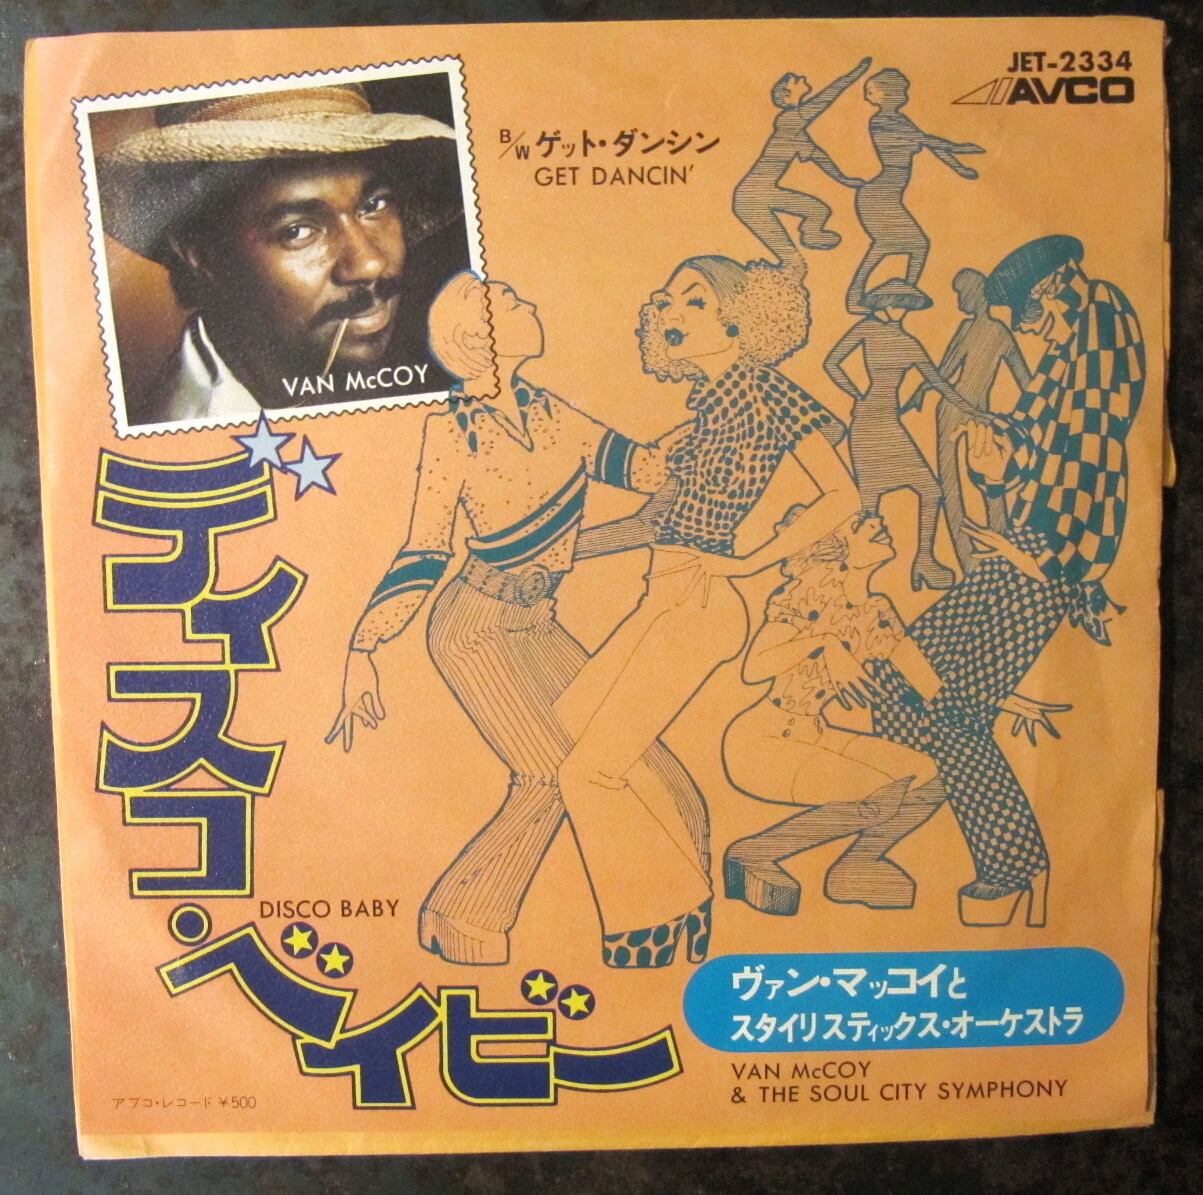 JET-2334
AVCO
B/W ゲット・ダンシン
GET DANCIN'
VAN McCOY
ディスコ・ベイビー
DISCO BABY
ヴァン・マッコイと
スタイリスティックス・オーケストラ
VAN McCOY
& THE SOUL CITY SYMPHONY
アブコ・レコード ¥500